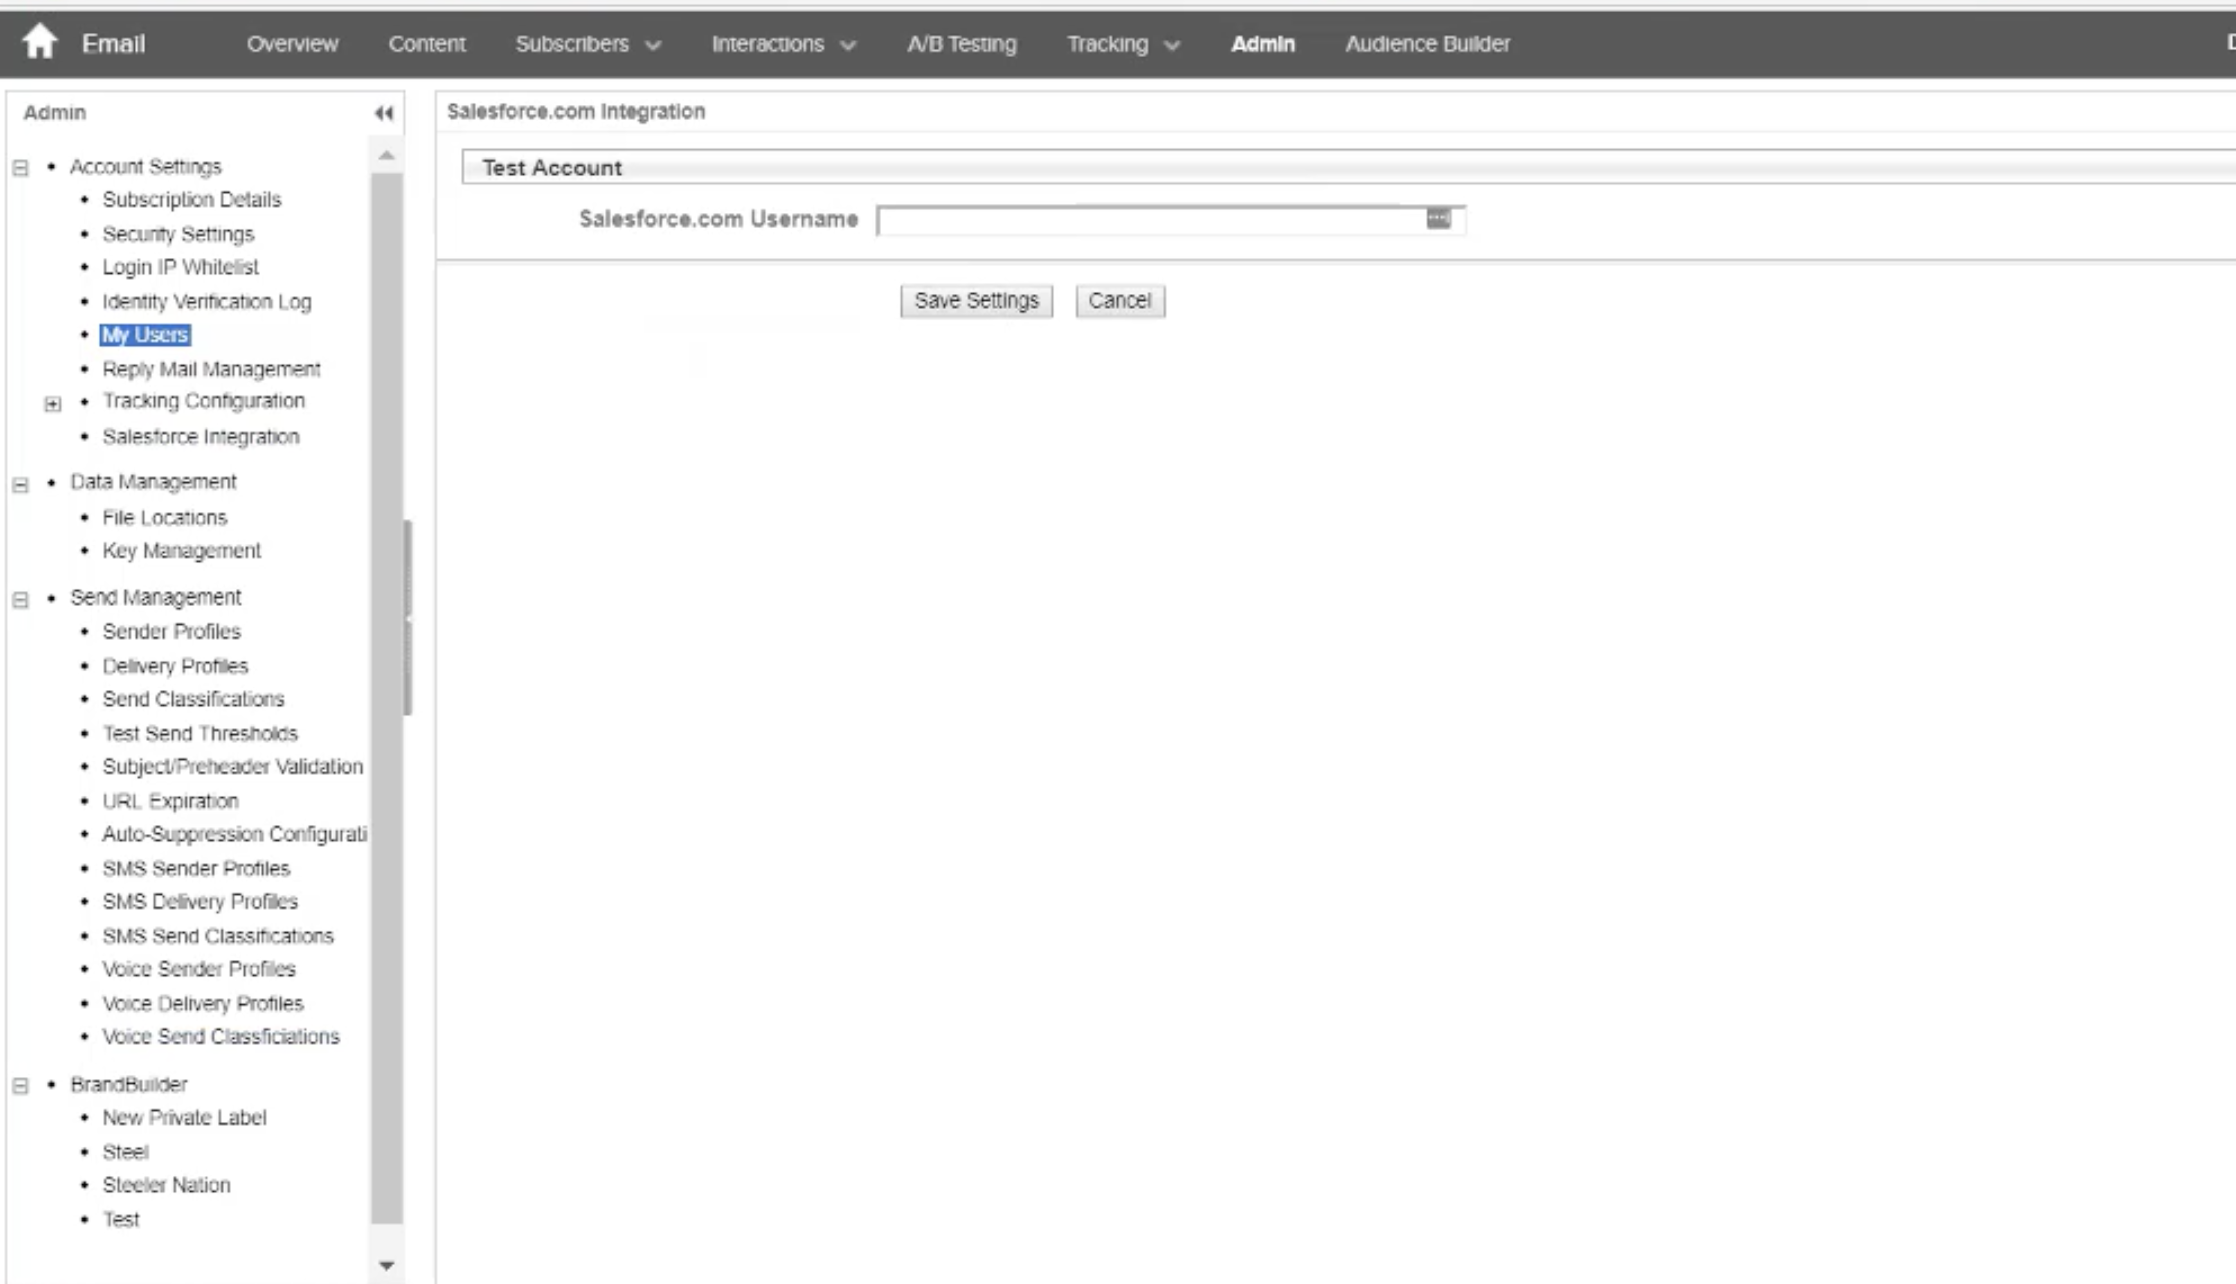 Email Overview Content Subscribers Interactions A/B Testing Tracking Admin Audience Builder
Admin
Account Settings
Subscription Details
Security Settings
Login IP Whitelist
Identity Verification Log
My Users
Reply Mail Management
Tracking Configuration
Salesforce Integration
Data Management
File Locations
Key Management
Send Management
Sender Profiles
Delivery Profiles
Send Classifications
Test Send Thresholds
Subject/Preheader Validation
URL Expiration
Auto-Suppression Configurati
SMS Sender Profiles
SMS Delivery Profiles
SMS Send Classifications
Voice Sender Profiles
Voice Delivery Profiles
Voice Send Classficiations
BrandBuilder
New Private Label
Steel
Steeler Nation
Test
Salesforce.com Integration
Test Account
Salesforce.com Username
Save Settings Cancel